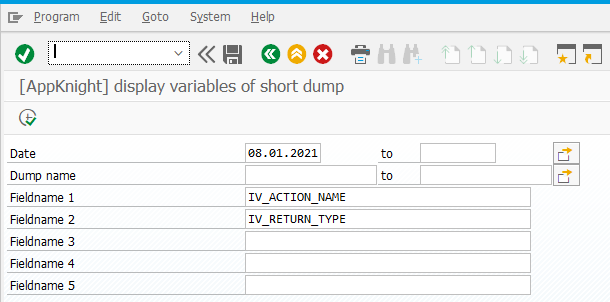 Program Edit Goto System Help
[AppKnight] display variables of short dump
Date 08.01.2021 to
Dump name to
Fieldname 1 IV_ACTION_NAME
Fieldname 2 IV_RETURN_TYPE
Fieldname 3
Fieldname 4
Fieldname 5